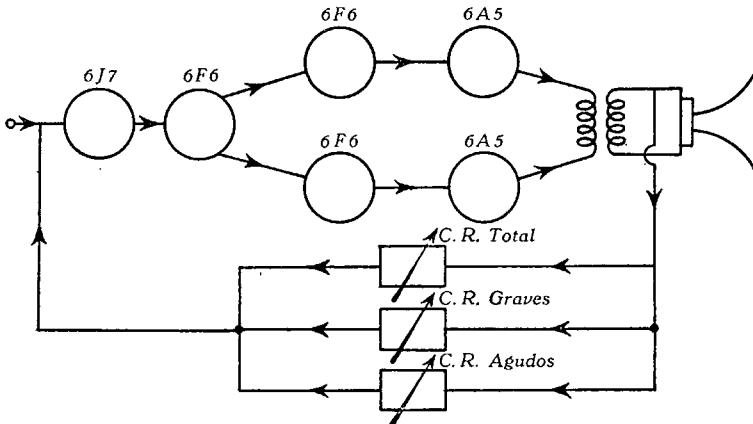 6F6
6A5
6J7
6F6
6F6
6A5
C.R. Total
C.R. Graves
C.R. Agudos